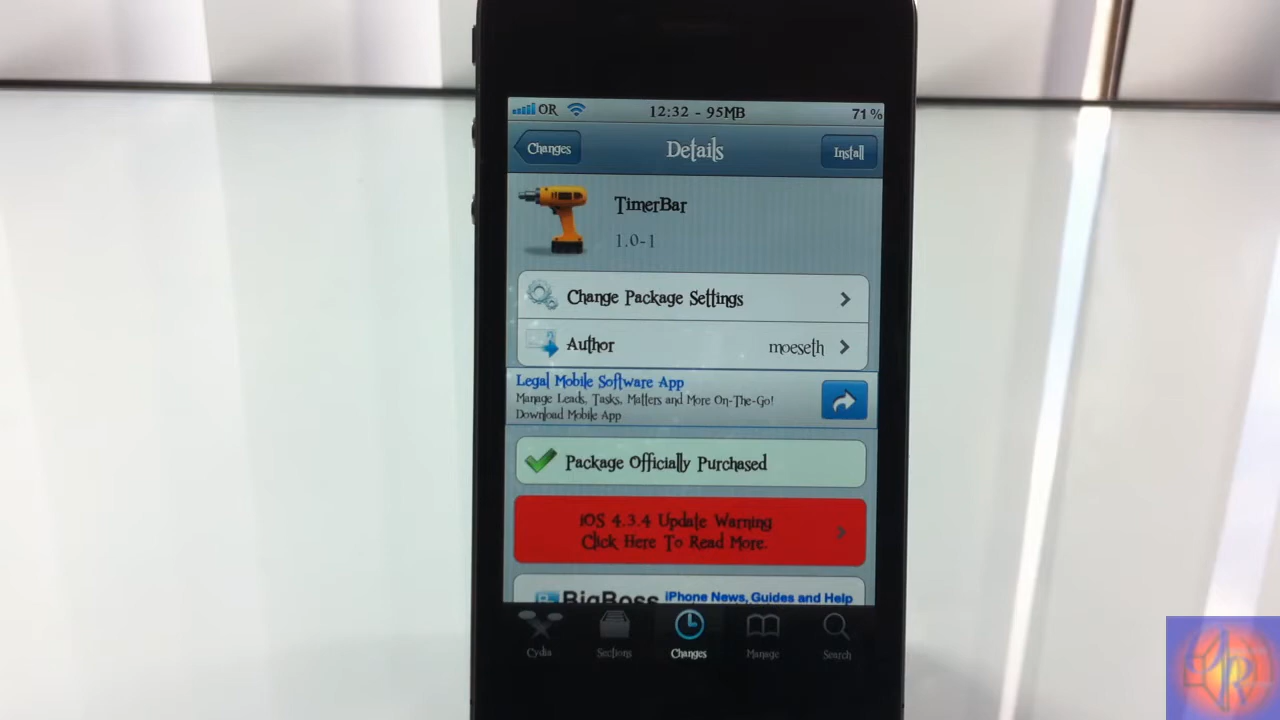 OR 12:32 - 95MB 71%
Changes Details Install
TimerBar
1.0-1
Change Package Settings
Author moeseth
Legal Mobile Software App
Manage Leads, Tasks, Matters and More On-The-Go!
Download Mobile App
Package Officially Purchased
iOS 4.3.4 Update Warning
Click Here To Read More.
BigBoss iPhone News, Guides and Help
Cydia Sections Changes Manage Search